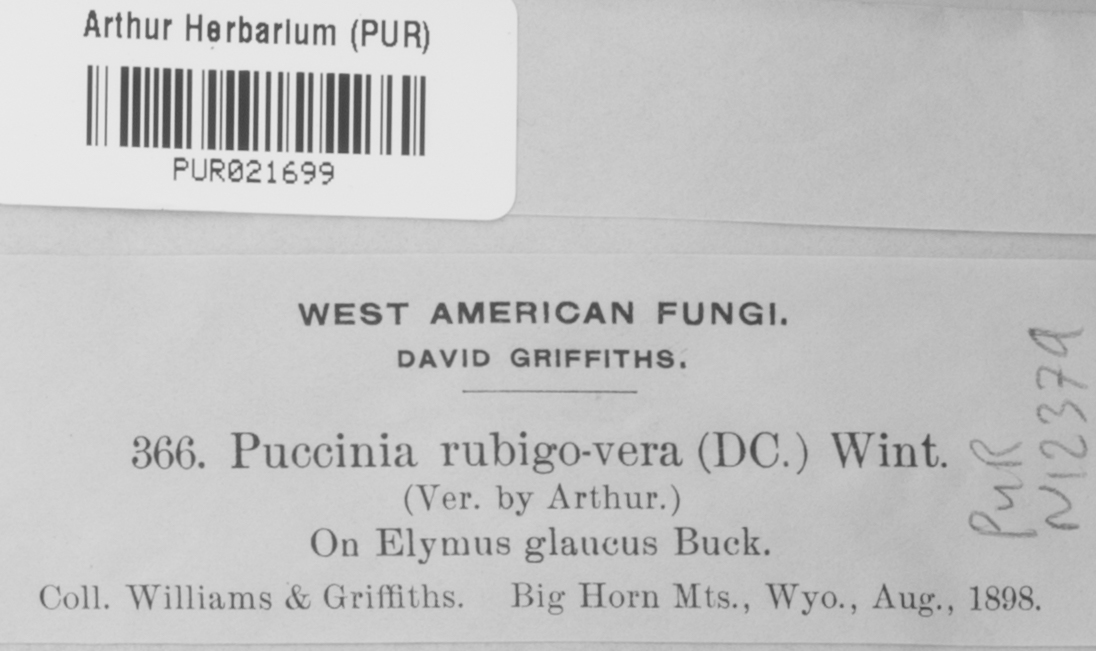 Arthur Herbarium (PUR)
PUR021699
WEST AMERICAN FUNGI.
DAVID GRIFFITHS.
366. Puccinia rubigo-vera (DC.) Wint.
(Ver. by Arthur.)
On Elymus glaucus Buck.
Coll. Williams & Griffiths. Big Horn Mts., Wyo., Aug., 1898.
PUR
N12379